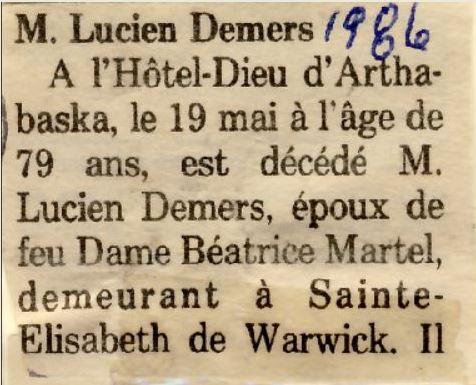 M. Lucien Demers 1986
A l'Hôtel-Dieu d'Artha-
baska, le 19 mai à l'âge de
79 ans, est décédé M.
Lucien Demers, époux de
feu Dame Béatrice Martel,
demeurant à Sainte-
Elisabeth de Warwick. Il